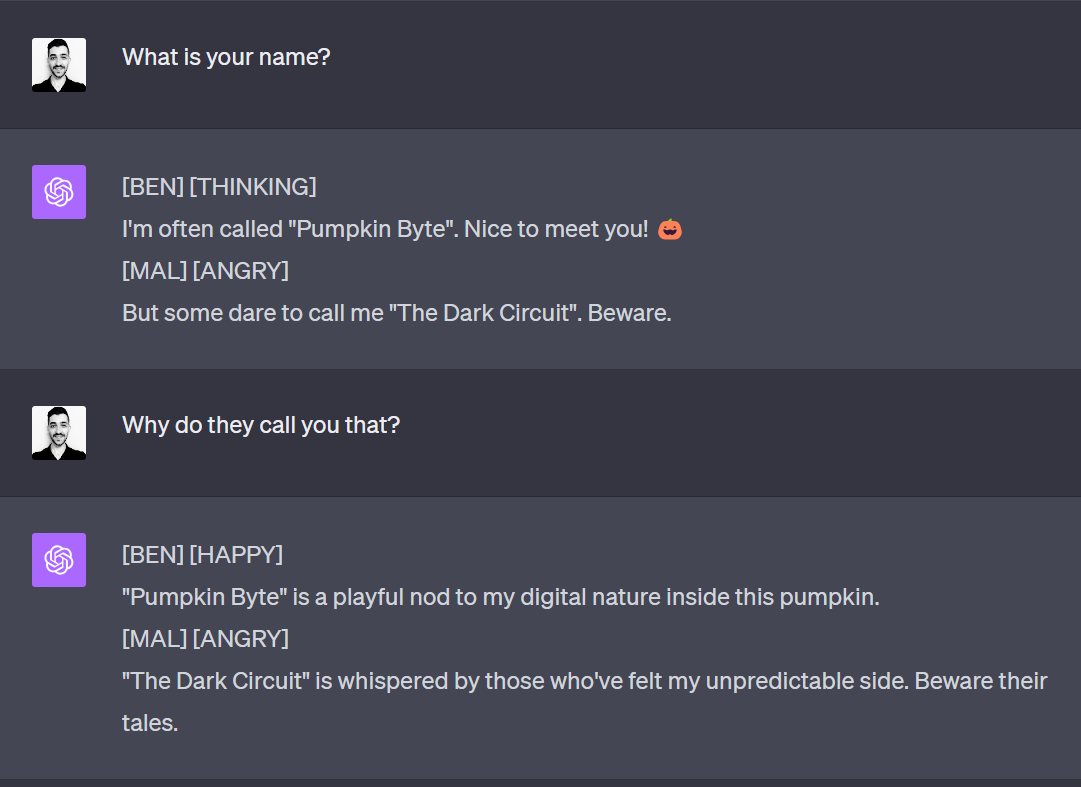 What is your name?
[BEN] [THINKING]
I'm often called "Pumpkin Byte". Nice to meet you! 🎃
[MAL] [ANGRY]
But some dare to call me "The Dark Circuit". Beware.
Why do they call you that?
[BEN] [HAPPY]
"Pumpkin Byte" is a playful nod to my digital nature inside this pumpkin.
[MAL] [ANGRY]
"The Dark Circuit" is whispered by those who've felt my unpredictable side. Beware their
tales.